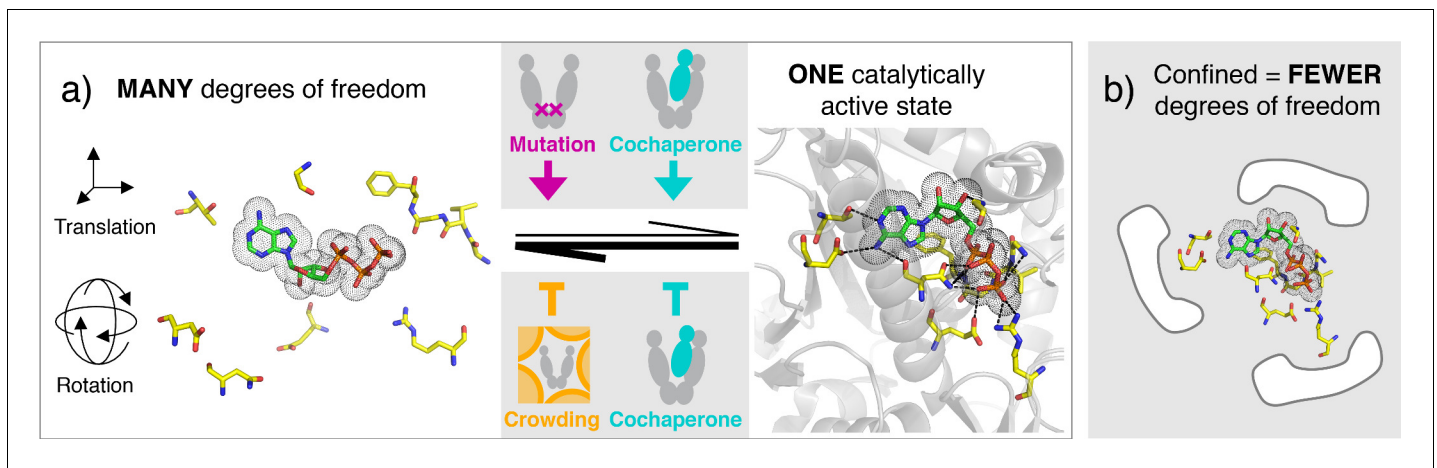 a) MANY degrees of freedom
Translation
Rotation
Mutation
Cochaperone
Crowding
Cochaperone
ONE catalytically
active state
b) Confined = FEWER
degrees of freedom